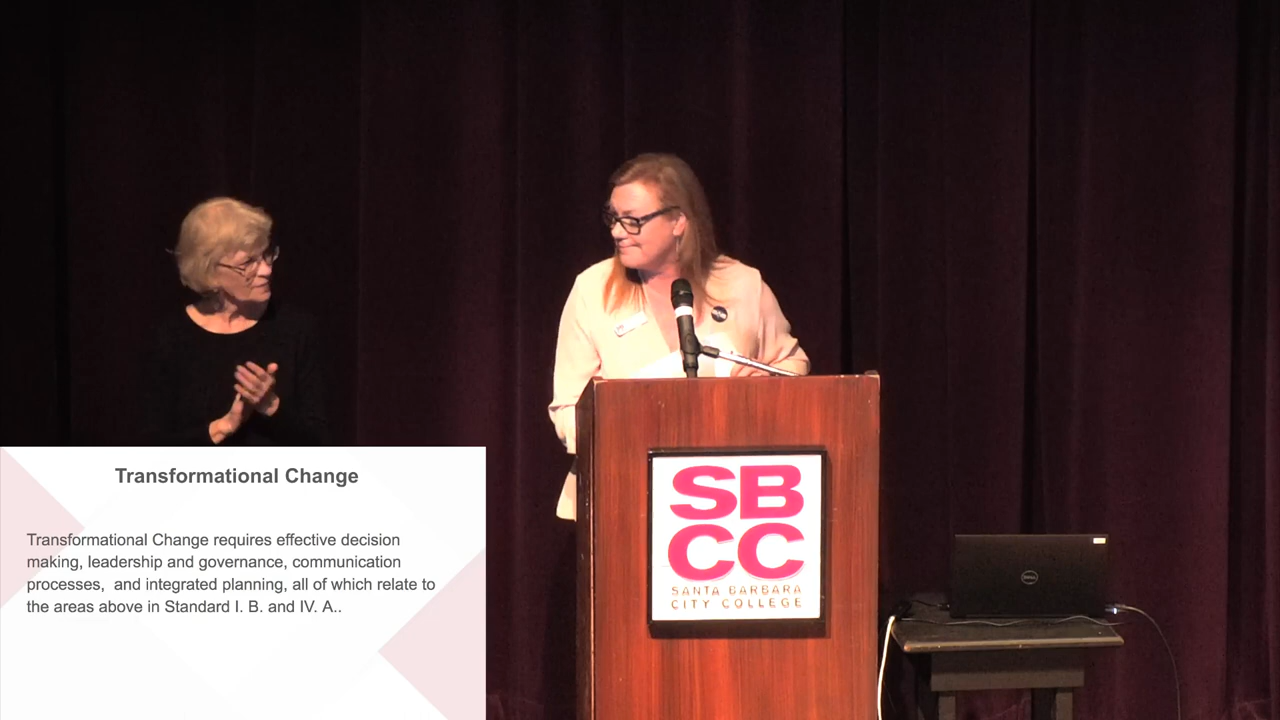 Transformational Change
Transformational Change requires effective decision
making, leadership and governance, communication
processes,  and integrated planning, all of which relate to
the areas above in Standard I. B. and IV. A..
SB
CC
SANTA BARBARA
CITY COLLEGE
DELL